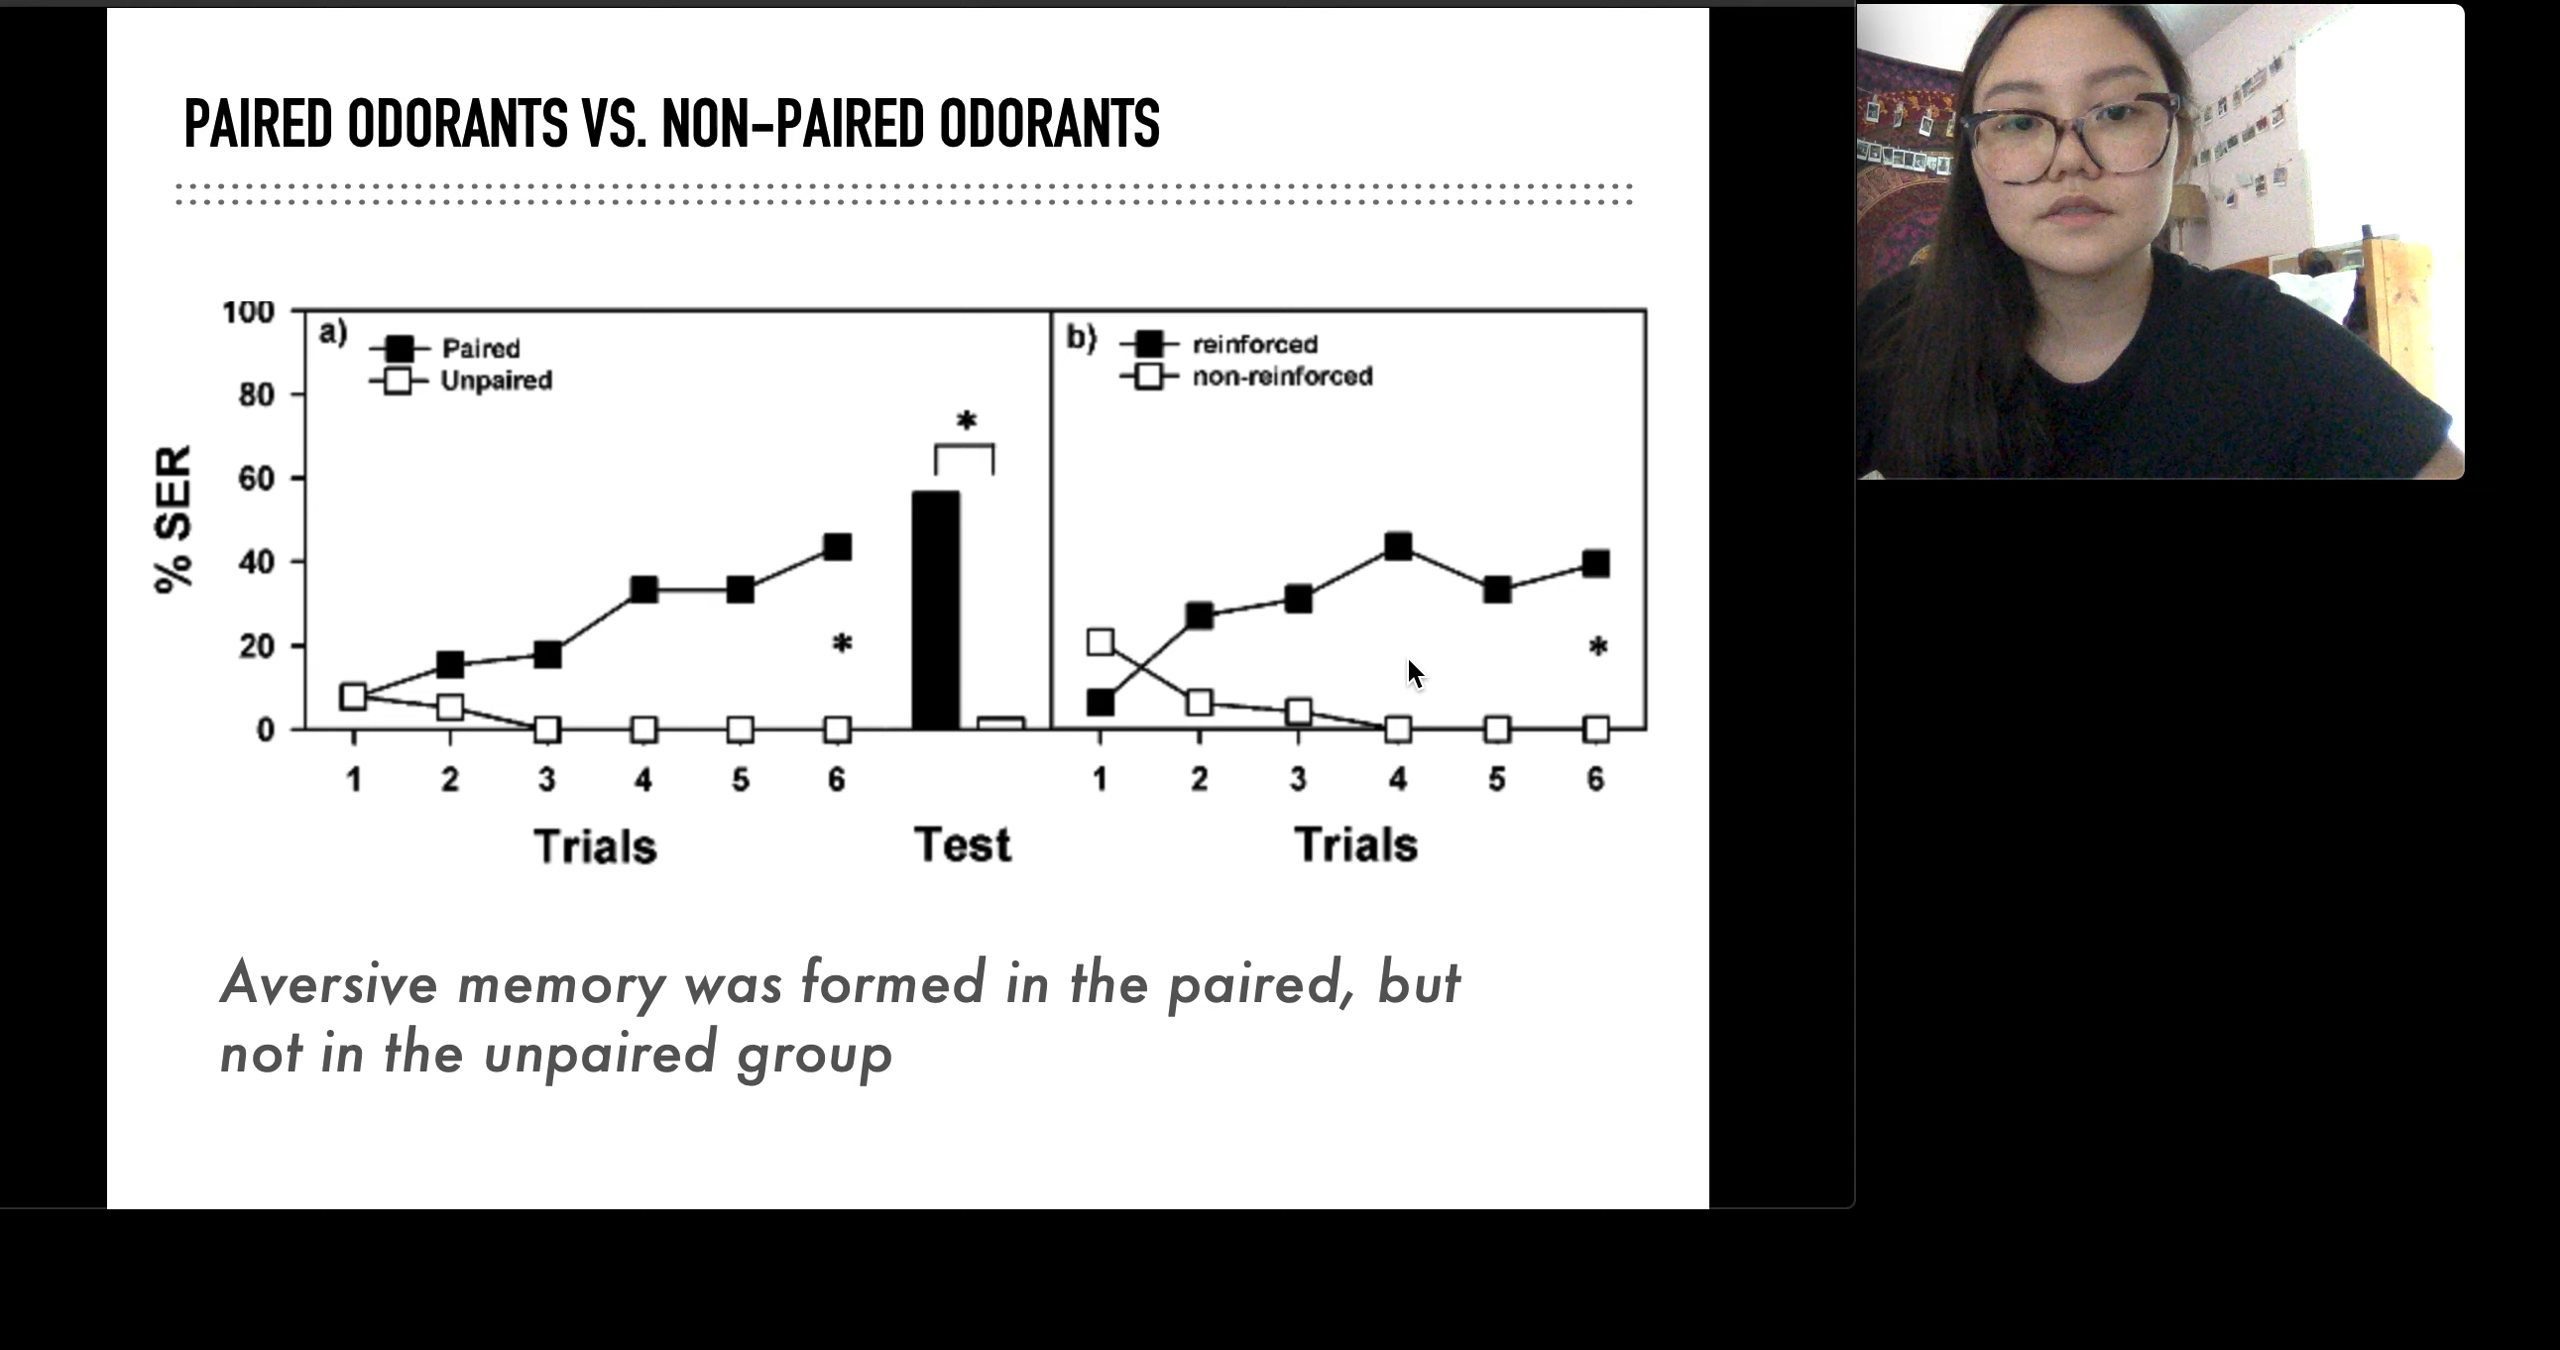 PAIRED ODORANTS VS. NON-PAIRED ODORANTS
% SER
100
80
60
40
20
0
a)
Paired
Unpaired
*
*
1 2 3 4 5 6
Trials
Test
b)
reinforced
non-reinforced
*
1 2 3 4 5 6
Trials
Aversive memory was formed in the paired, but
not in the unpaired group